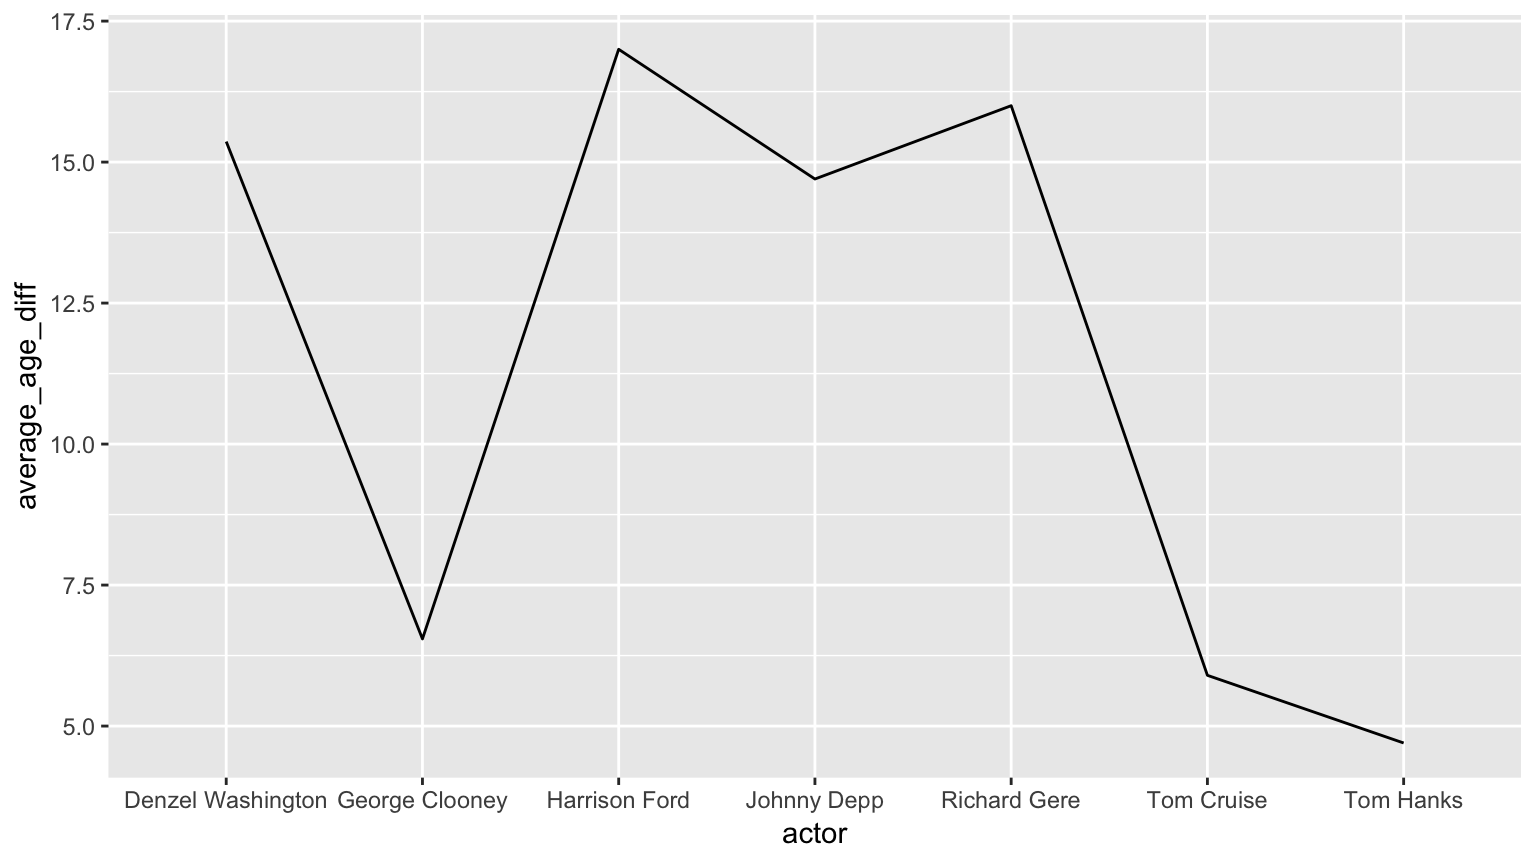 17.5
15.0
12.5
10.0
7.5
5.0
average_age_diff
Denzel Washington George Clooney Harrison Ford Johnny Depp Richard Gere Tom Cruise Tom Hanks
actor